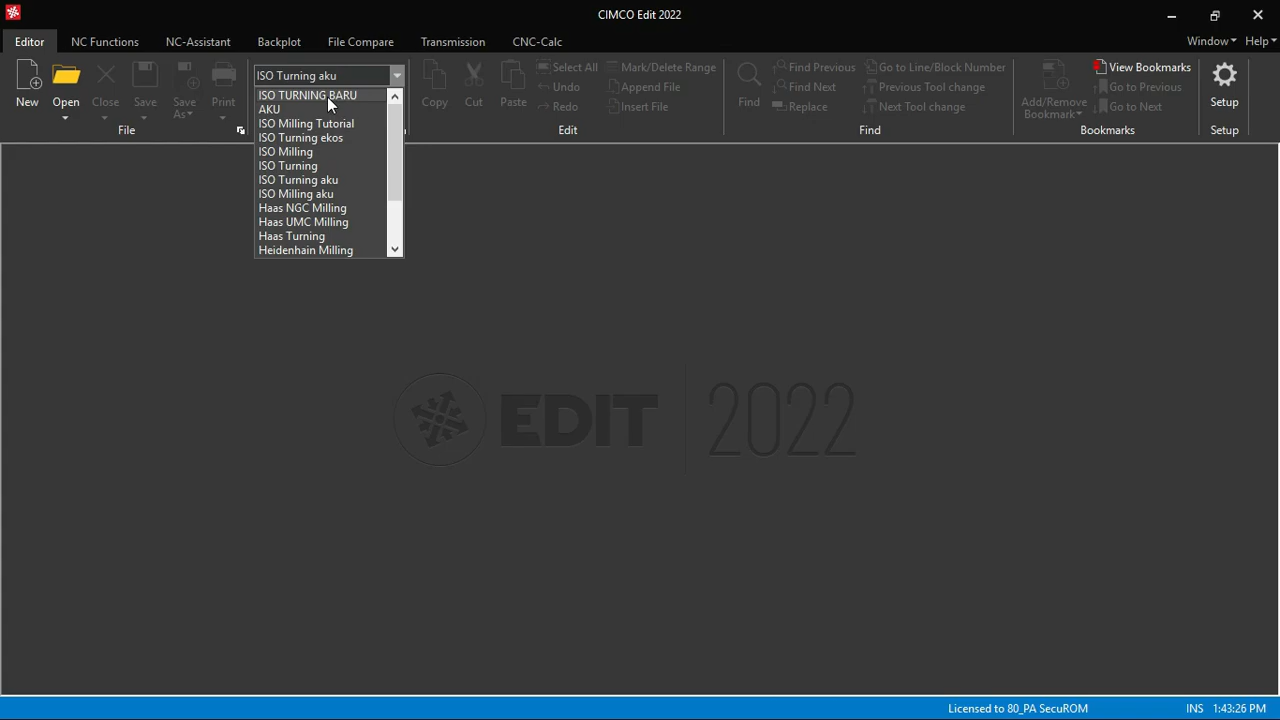 CIMCO Edit 2022
Editor NC Functions NC-Assistant Backplot File Compare Transmission CNC-Calc Window Help
New Open Close Save Save As Print
File
ISO Turning aku
ISO TURNING BARU
AKU
ISO Milling Tutorial
ISO Turning ekos
ISO Milling
ISO Turning
ISO Turning aku
ISO Milling aku
Haas NGC Milling
Haas UMC Milling
Haas Turning
Heidenhain Milling
Copy Cut Paste
Select All Mark/Delete Range
Undo Append File
Redo Insert File
Edit
Find
Find Previous Go to Line/Block Number
Find Next Previous Tool change
Replace Next Tool change
Find
Add/Remove Bookmark
View Bookmarks
Go to Previous
Go to Next
Bookmarks
Setup
Setup
EDIT 2022
Licensed to 80_PA SecuROM INS 1:43:26 PM